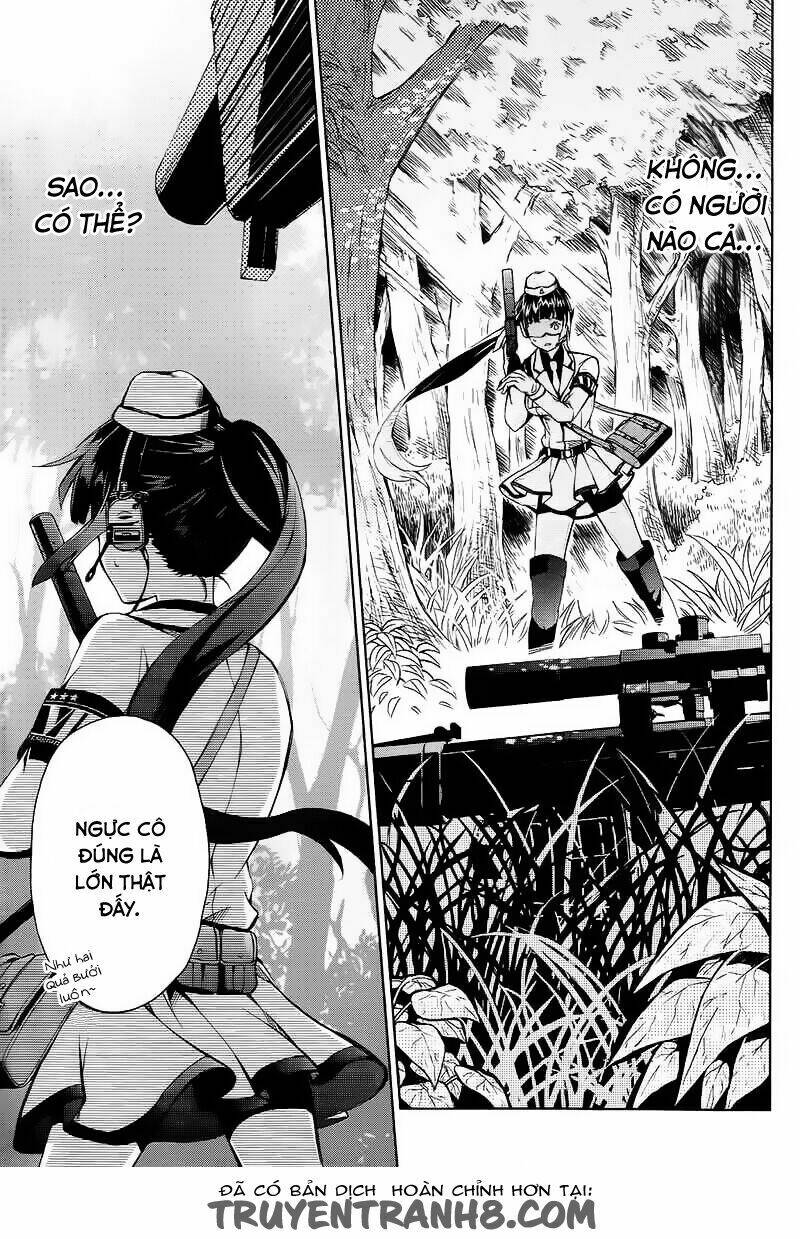 KHÔNG...
CÓ NGƯỜI
NÀO CẢ...
SAO...
CÓ THỂ?
NGỰC CÔ
ĐÚNG LÀ
LỚN THẬT
ĐẤY.
Như hai
quả bưởi
luôn~
ĐÃ CÓ BẢN DỊCH HOÀN CHỈNH HƠN TẠI:
TRUYENTRANH8.COM